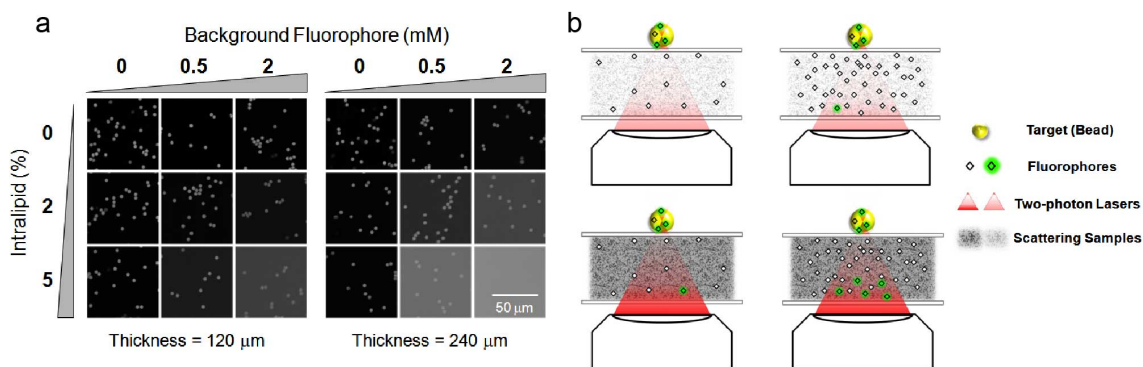 a
Background Fluorophore (mM)
0 0.5 2 0 0.5 2
Intralipid (%)
0
2
5
50 μm
Thickness = 120 μm
Thickness = 240 μm
b
Target (Bead)
Fluorophores
Two-photon Lasers
Scattering Samples